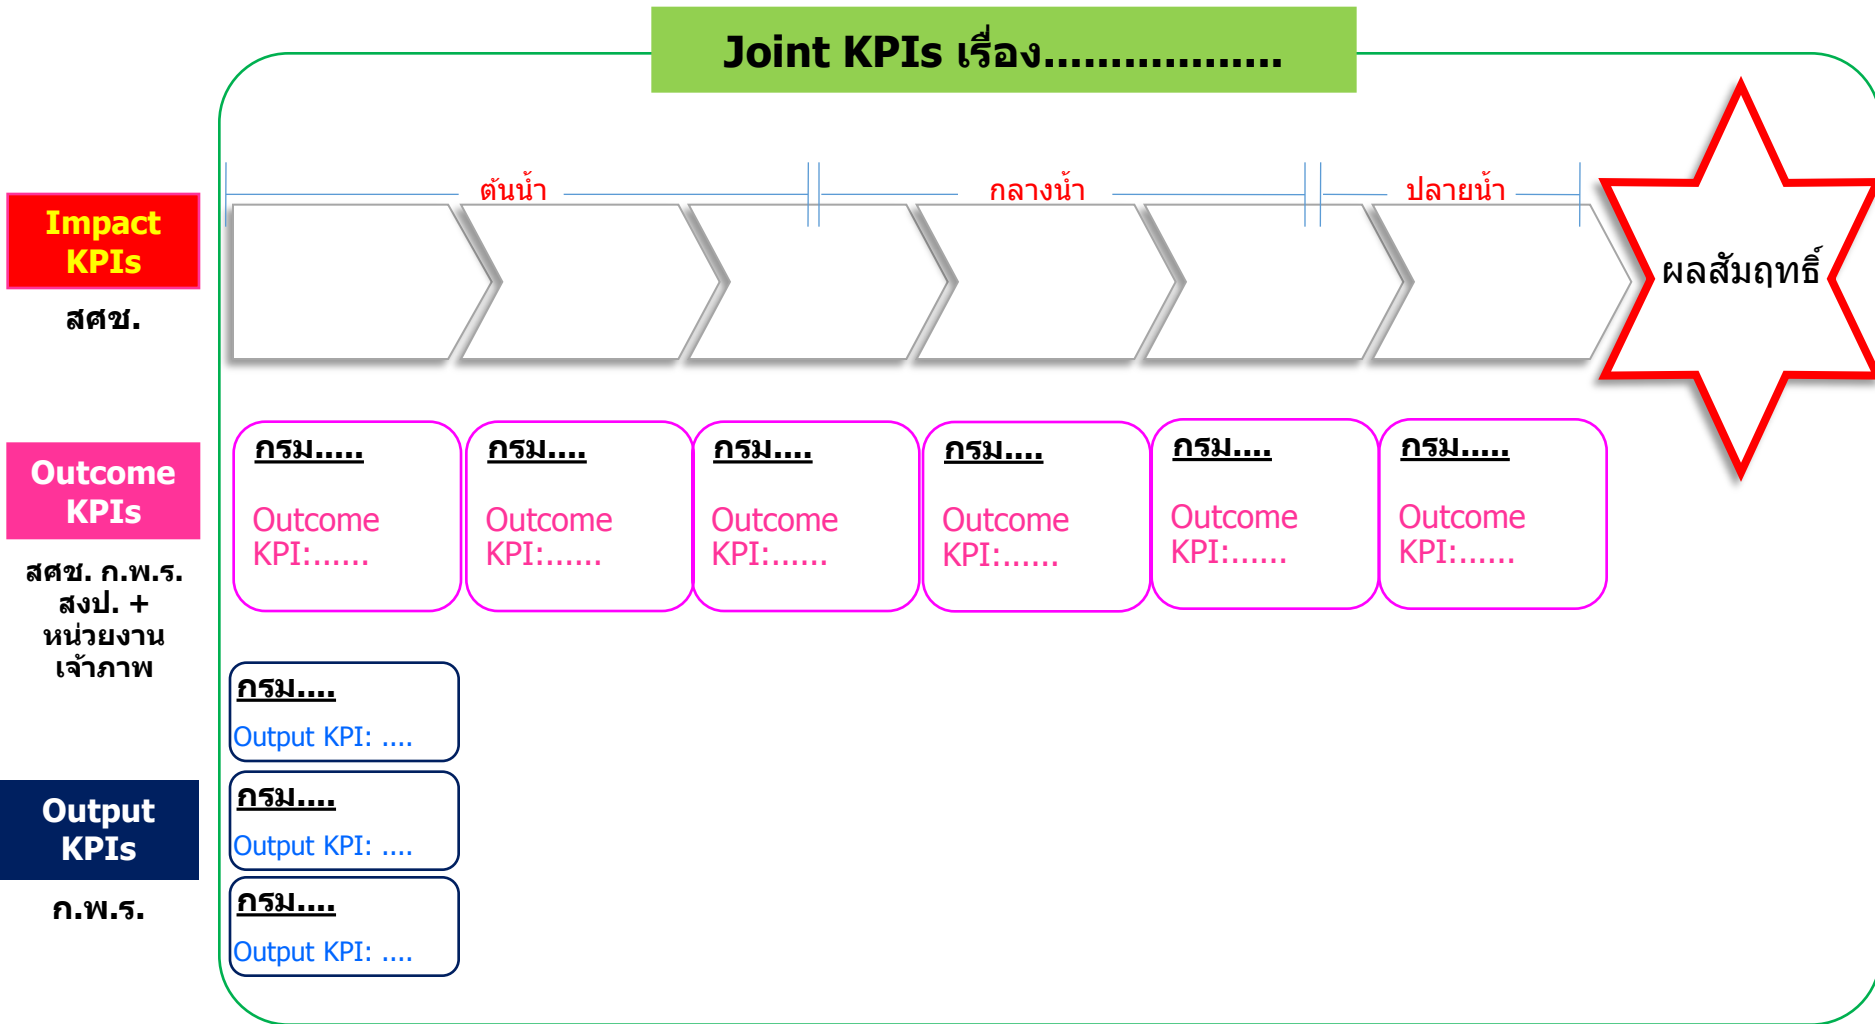 Joint KPIs เรื่อง..................
ต้นน้ำ
กลางน้ำ
ปลายน้ำ
Impact
KPIs
สศช.
ผลสัมฤทธิ์
Outcome
KPIs
สศช. ก.พ.ร.
สงป. +
หน่วยงาน
เจ้าภาพ
กรม.....
Outcome
KPI:......
กรม....
Outcome
KPI:......
กรม....
Outcome
KPI:......
กรม....
Outcome
KPI:......
กรม....
Outcome
KPI:......
กรม.....
Outcome
KPI:......
Output
KPIs
ก.พ.ร.
กรม....
Output KPI: ....
กรม....
Output KPI: ....
กรม....
Output KPI: ....